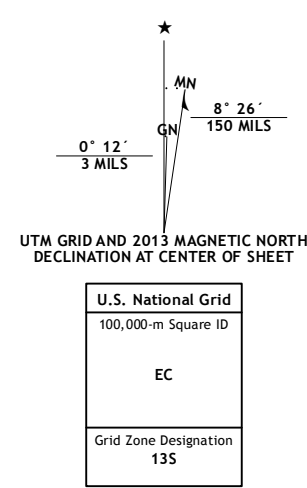 ★
MN
GN
8° 26´
150 MILS
0° 12´
3 MILS
UTM GRID AND 2013 MAGNETIC NORTH
DECLINATION AT CENTER OF SHEET
U.S. National Grid
100,000-m Square ID
EC
Grid Zone Designation
13S